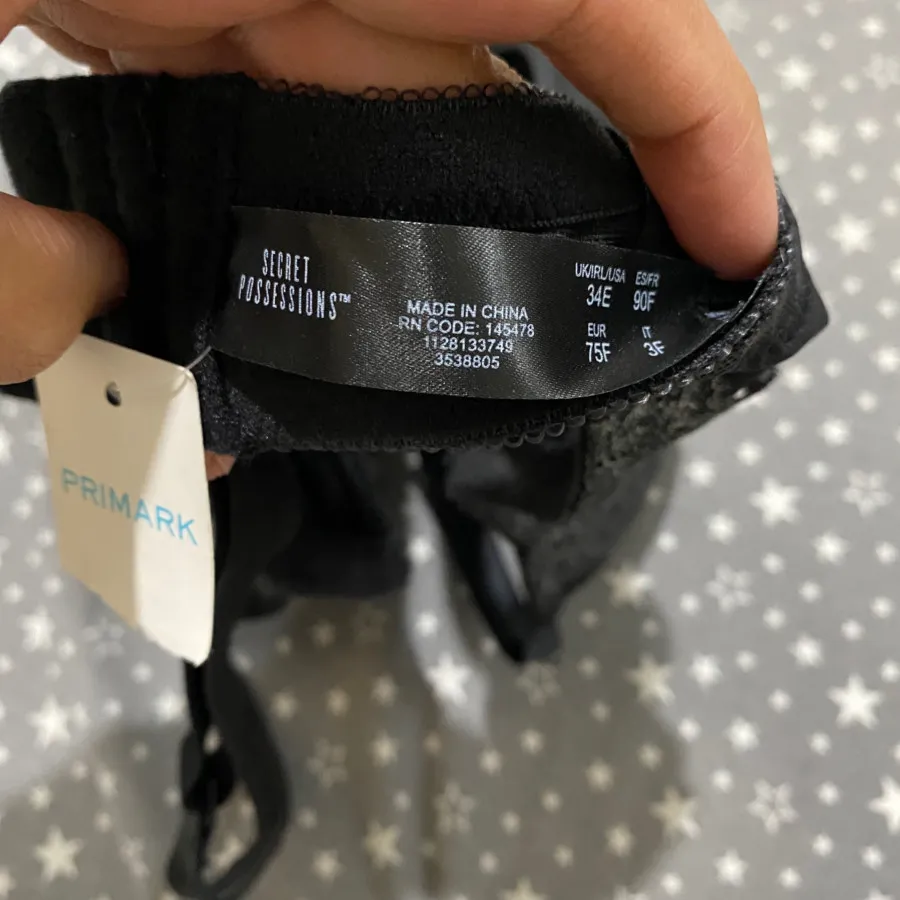 SECRET
POSSESSIONS™
MADE IN CHINA
RN CODE: 145478
1128133749
3538805
UK/IRL/USA ES/FR
34E 90F
EUR IT
75F 3F
PRIMARK